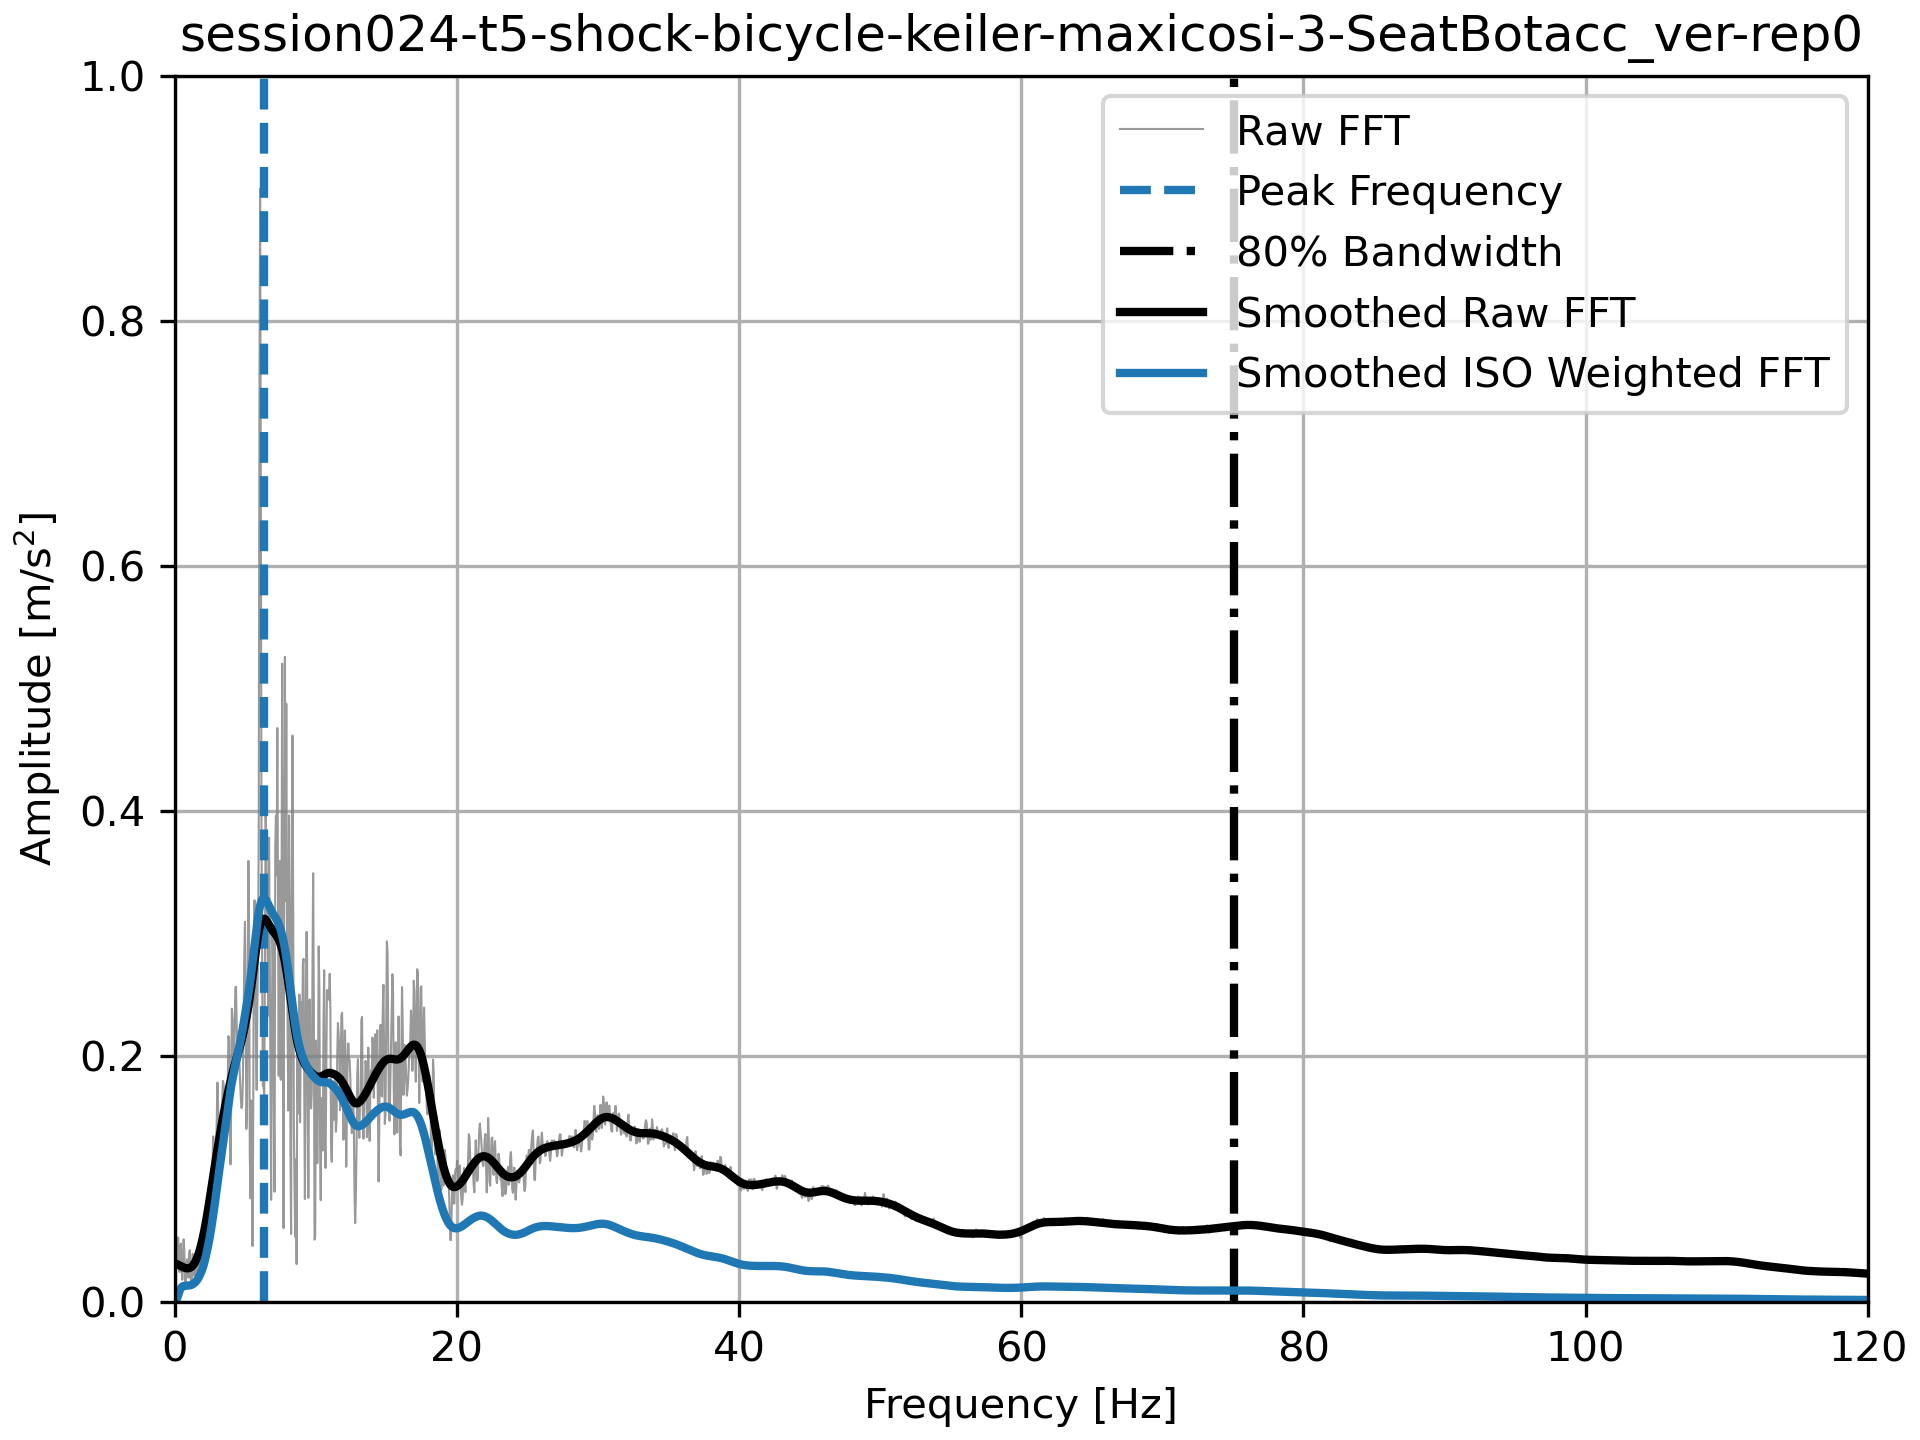 session024-t5-shock-bicycle-keiler-maxicosi-3-SeatBotacc_ver-rep0
1.0
0.8
0.6
0.4
0.2
0.0
Amplitude [m/s²]
Raw FFT
Peak Frequency
80% Bandwidth
Smoothed Raw FFT
Smoothed ISO Weighted FFT
0 20 40 60 80 100 120
Frequency [Hz]